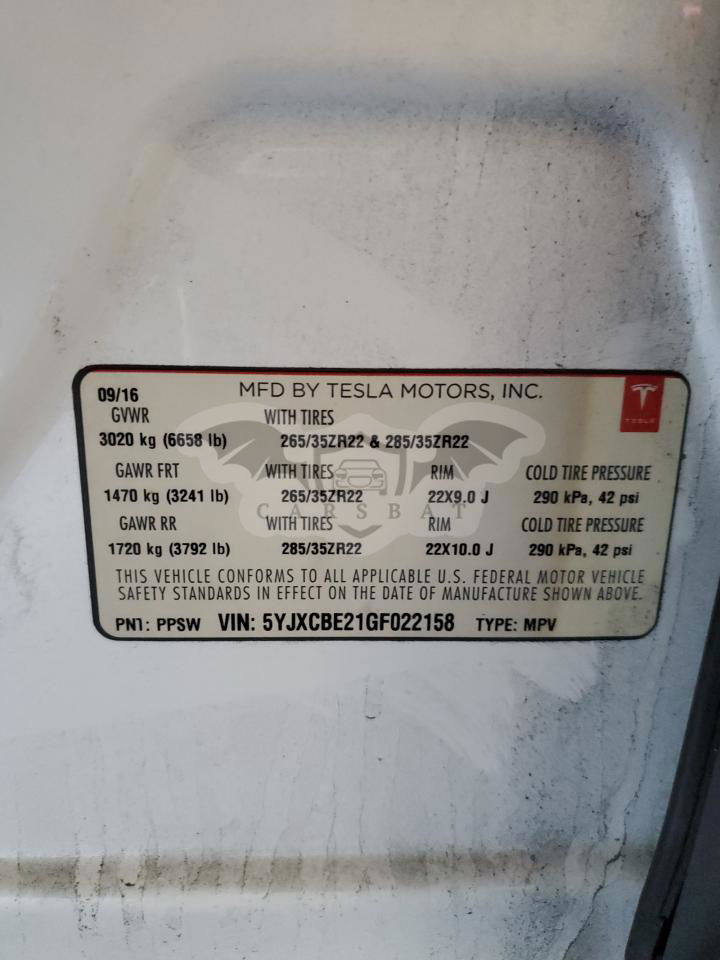 09/16 MFD BY TESLA MOTORS, INC.
TESLA
GVWR WITH TIRES
3020 kg (6658 lb) 265/35ZR22 & 285/35ZR22
GAWR FRT WITH TIRES RIM COLD TIRE PRESSURE
1470 kg (3241 lb) 265/35ZR22 22X9.0 J 290 kPa, 42 psi
CARSBAT
GAWR RR WITH TIRES RIM COLD TIRE PRESSURE
1720 kg (3792 lb) 285/35ZR22 22X10.0 J 290 kPa, 42 psi
THIS VEHICLE CONFORMS TO ALL APPLICABLE U.S. FEDERAL MOTOR VEHICLE
SAFETY STANDARDS IN EFFECT ON THE DATE OF MANUFACTURE SHOWN ABOVE.
PNT: PPSW VIN: 5YJXCBE21GF022158 TYPE: MPV